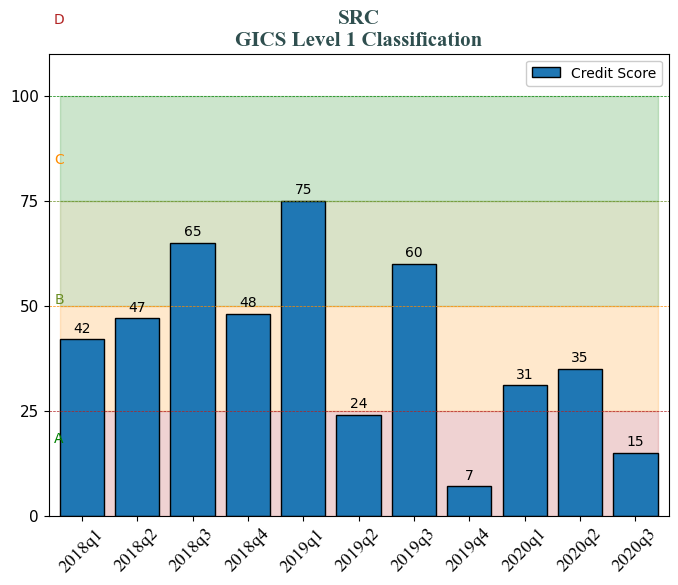 D
SRC
GICS Level 1 Classification
Credit Score
100
C
75
75
65
60
B
50
48
47
42
35
31
25
24
A
15
7
0
2018q1
2018q2
2018q3
2018q4
2019q1
2019q2
2019q3
2019q4
2020q1
2020q2
2020q3